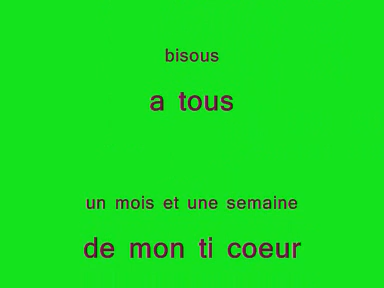 bisous
a tous
un mois et une semaine
de mon ti coeur